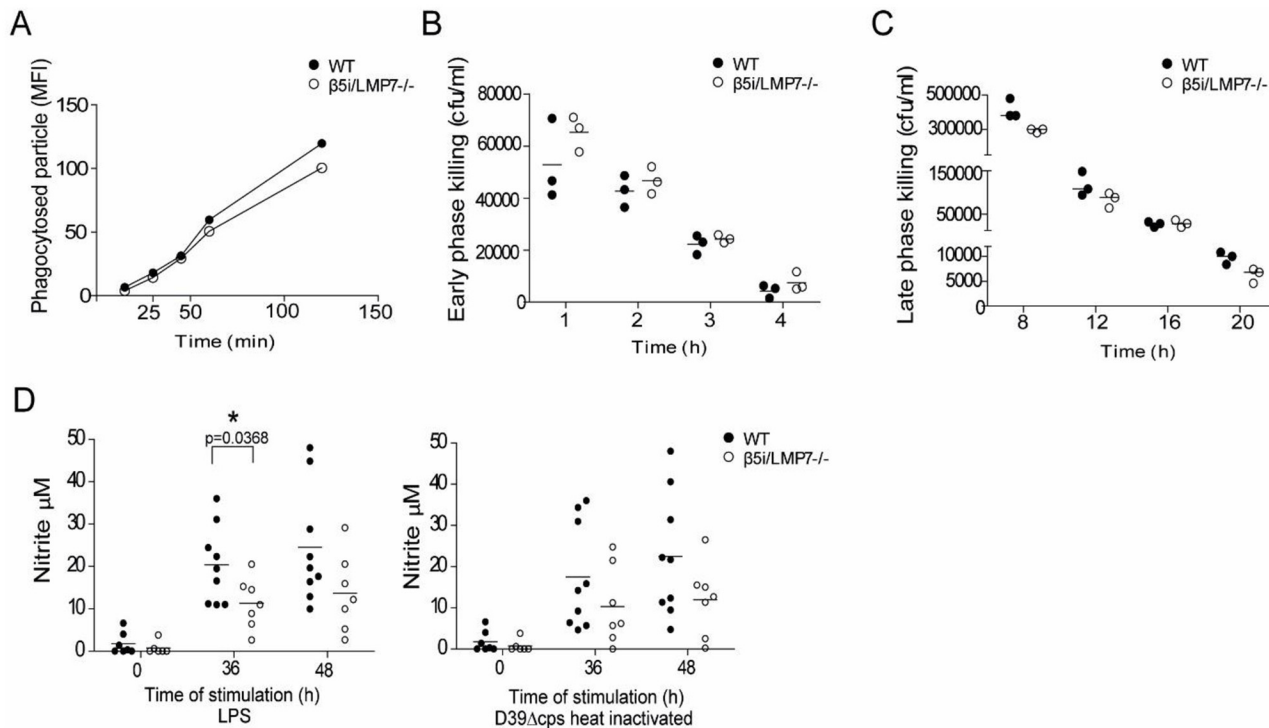 A
WT
β5i/LMP7-/-
Phagocytosed particle (MFI)
150
100
50
0
25
50
100
150
Time (min)
B
WT
β5i/LMP7-/-
Early phase killing (cfu/ml)
80000
60000
40000
20000
0
1
2
3
4
Time (h)
C
WT
β5i/LMP7-/-
Late phase killing (cfu/ml)
500000
300000
150000
50000
10000
5000
0
8
12
16
20
Time (h)
D
*
p=0.0368
Nitrite μM
50
40
30
20
10
0
0
36
48
Time of stimulation (h)
LPS
WT
β5i/LMP7-/-
Nitrite μM
50
40
30
20
10
0
0
36
48
Time of stimulation (h)
D39Δcps heat inactivated